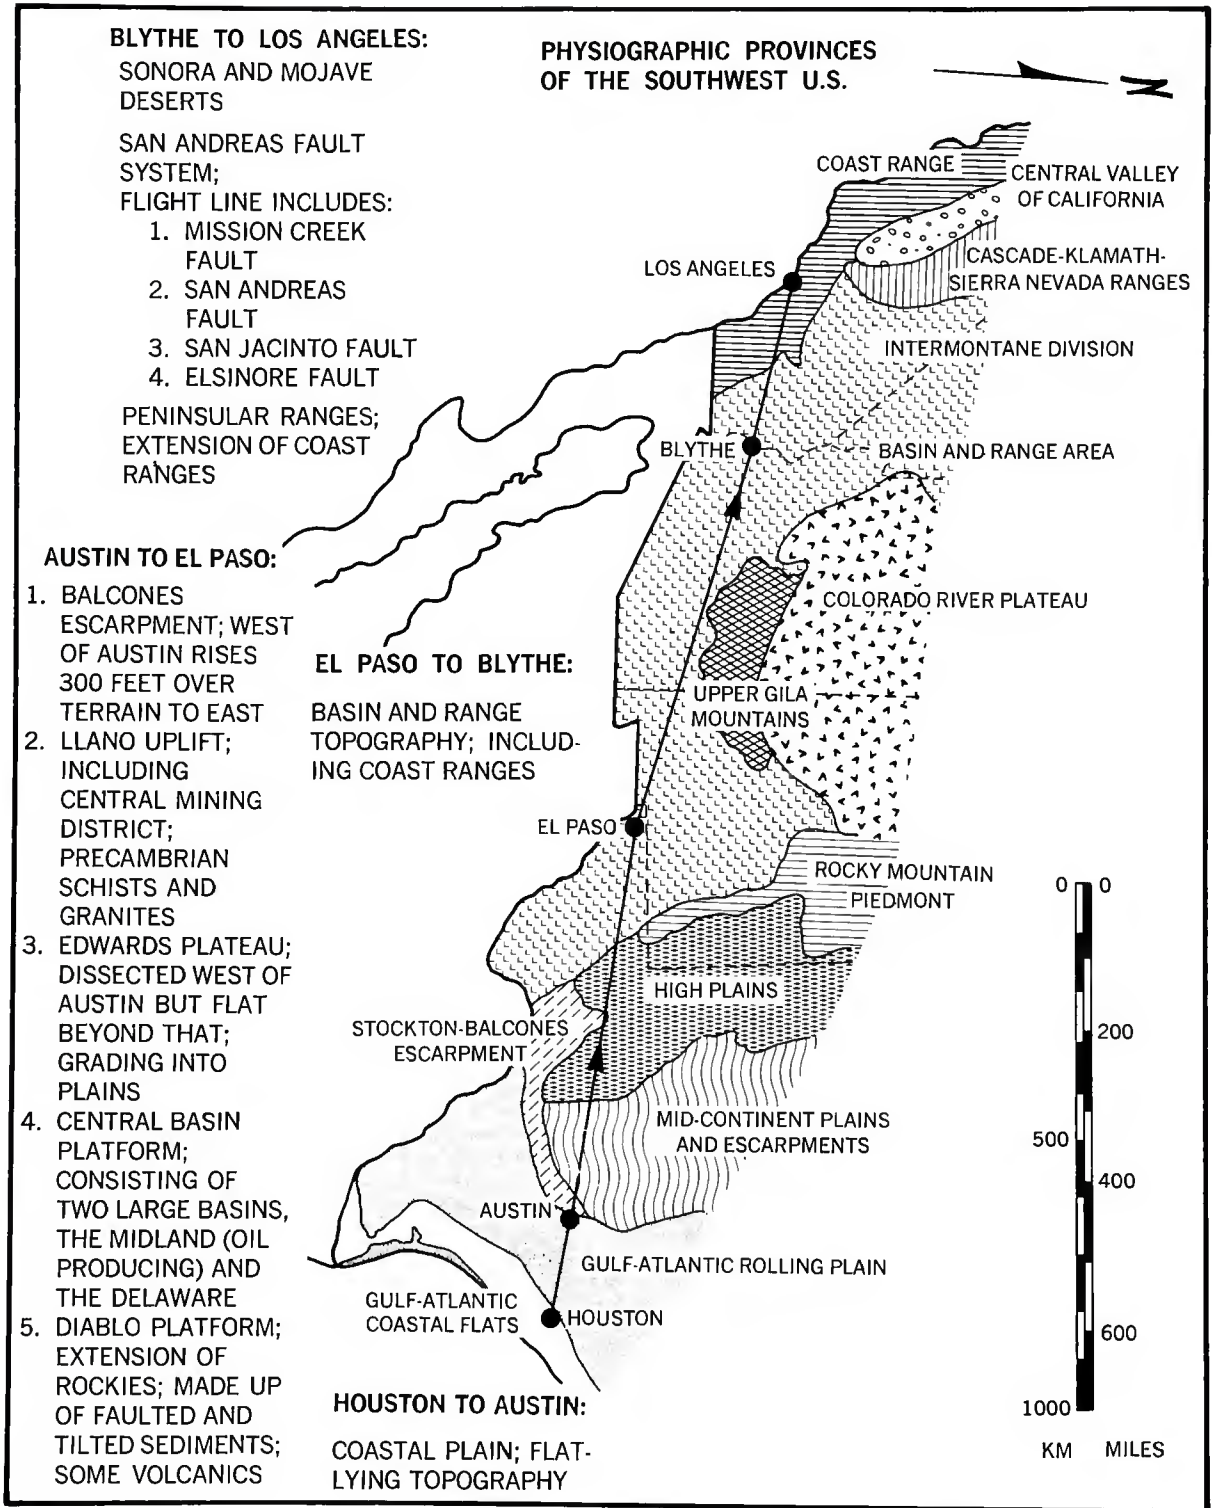 BLYTHE TO LOS ANGELES:
SONORA AND MOJAVE
DESERTS
SAN ANDREAS FAULT
SYSTEM;
FLIGHT LINE INCLUDES:
1. MISSION CREEK
FAULT
2. SAN ANDREAS
FAULT
3. SAN JACINTO FAULT
4. ELSINORE FAULT
PENINSULAR RANGES;
EXTENSION OF COAST
RANGES
PHYSIOGRAPHIC PROVINCES
OF THE SOUTHWEST U.S.
N
COAST RANGE
CENTRAL VALLEY
OF CALIFORNIA
LOS ANGELES
CASCADE-KLAMATH-
SIERRA NEVADA RANGES
INTERMONTANE DIVISION
BLYTHE
BASIN AND RANGE AREA
COLORADO RIVER PLATEAU
UPPER GILA
MOUNTAINS
EL PASO
ROCKY MOUNTAIN
PIEDMONT
HIGH PLAINS
STOCKTON-BALCONES
ESCARPMENT
MID-CONTINENT PLAINS
AND ESCARPMENTS
AUSTIN
GULF-ATLANTIC ROLLING PLAIN
GULF-ATLANTIC
COASTAL FLATS
HOUSTON
AUSTIN TO EL PASO:
1. BALCONES
ESCARPMENT; WEST
OF AUSTIN RISES
300 FEET OVER
TERRAIN TO EAST
2. LLANO UPLIFT;
INCLUDING
CENTRAL MINING
DISTRICT;
PRECAMBRIAN
SCHISTS AND
GRANITES
3. EDWARDS PLATEAU;
DISSECTED WEST OF
AUSTIN BUT FLAT
BEYOND THAT;
GRADING INTO
PLAINS
4. CENTRAL BASIN
PLATFORM;
CONSISTING OF
TWO LARGE BASINS,
THE MIDLAND (OIL
PRODUCING) AND
THE DELAWARE
5. DIABLO PLATFORM;
EXTENSION OF
ROCKIES; MADE UP
OF FAULTED AND
TILTED SEDIMENTS;
SOME VOLCANICS
EL PASO TO BLYTHE:
BASIN AND RANGE
TOPOGRAPHY; INCLUD-
ING COAST RANGES
HOUSTON TO AUSTIN:
COASTAL PLAIN; FLAT-
LYING TOPOGRAPHY
0 0
200
500
400
600
1000
KM MILES